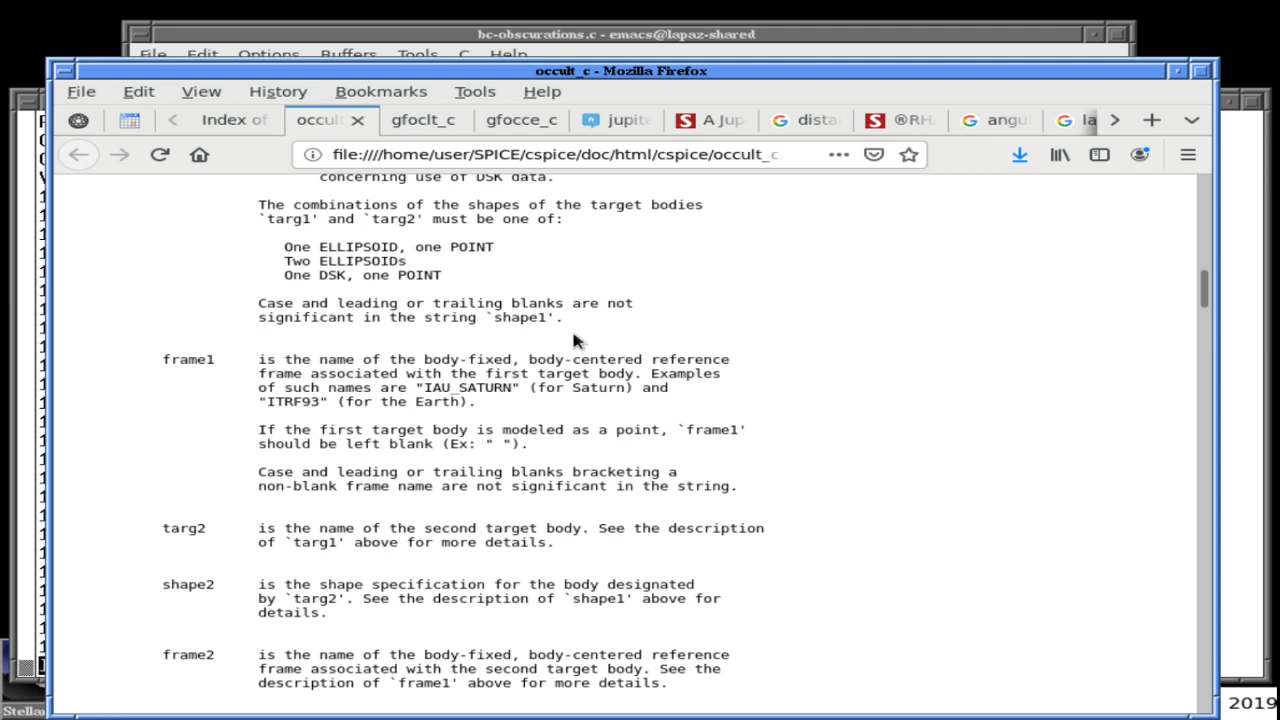 bc-obscurations.c - emacs@lapaz-shared
File Edit Options Buffers Tools C Help
occult_c - Mozilla Firefox
File Edit View History Bookmarks Tools Help
Index of occult gfoclt_c gfocce_c jupit A Jup dista ®RH angu la
file:////home/user/SPICE/cspice/doc/html/cspice/occult_c
concerning use of DSK data.
The combinations of the shapes of the target bodies
`targ1' and `targ2' must be one of:
One ELLIPSOID, one POINT
Two ELLIPSOIDs
One DSK, one POINT
Case and leading or trailing blanks are not
significant in the string `shape1'.
frame1 is the name of the body-fixed, body-centered reference
frame associated with the first target body. Examples
of such names are "IAU_SATURN" (for Saturn) and
"ITRF93" (for the Earth).
If the first target body is modeled as a point, `frame1'
should be left blank (Ex: " ").
Case and leading or trailing blanks bracketing a
non-blank frame name are not significant in the string.
targ2 is the name of the second target body. See the description
of `targ1' above for more details.
shape2 is the shape specification for the body designated
by `targ2'. See the description of `shape1' above for
details.
frame2 is the name of the body-fixed, body-centered reference
frame associated with the second target body. See the
description of `frame1' above for more details.
Stella
2019